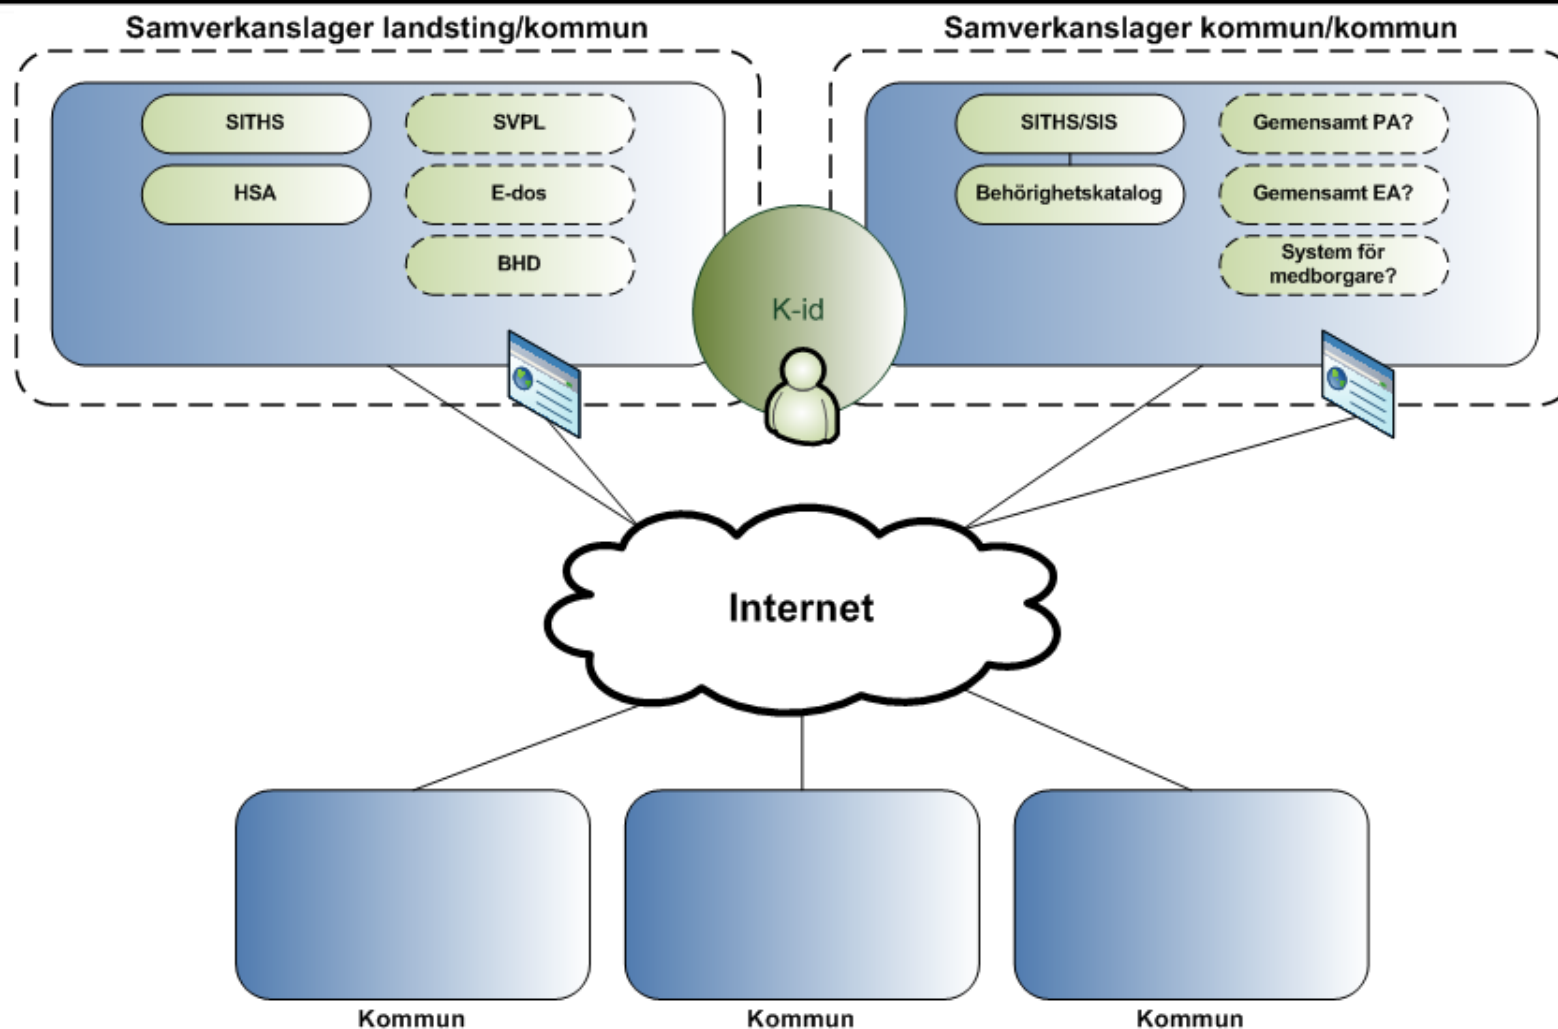 Samverkanslager landsting/kommun
SITHS
SVPL
HSA
E-dos
BHD
Samverkanslager kommun/kommun
SITHS/SIS
Gemensamt PA?
Behörighetskatalog
Gemensamt EA?
System för
medborgare?
K-id
Internet
Kommun
Kommun
Kommun